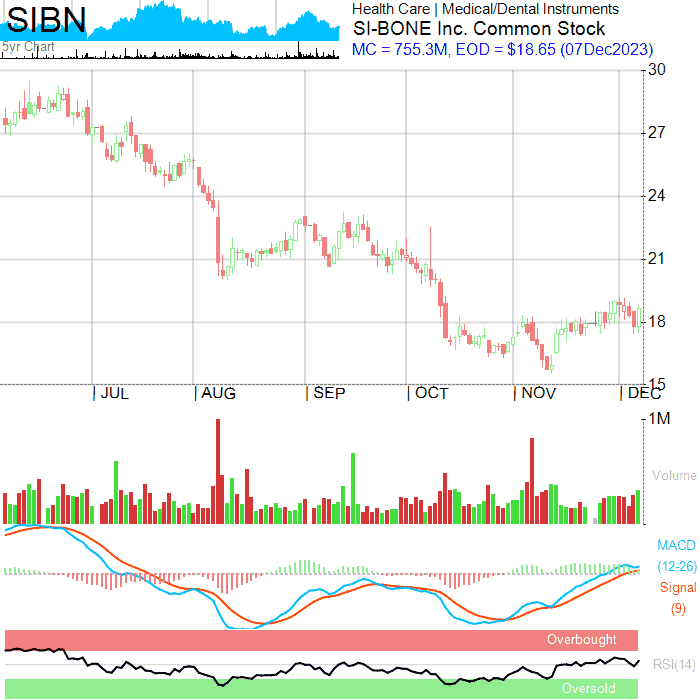 SIBN
5yr Chart
Health Care | Medical/Dental Instruments
SI-BONE Inc. Common Stock
MC = 755.3M, EOD = $18.65 (07Dec2023)
30
27
24
21
18
15
| JUL | AUG | SEP | OCT | NOV | DEC
1M
Volume
MACD
(12-26)
Signal
(9)
Overbought
RSI(14)
Oversold